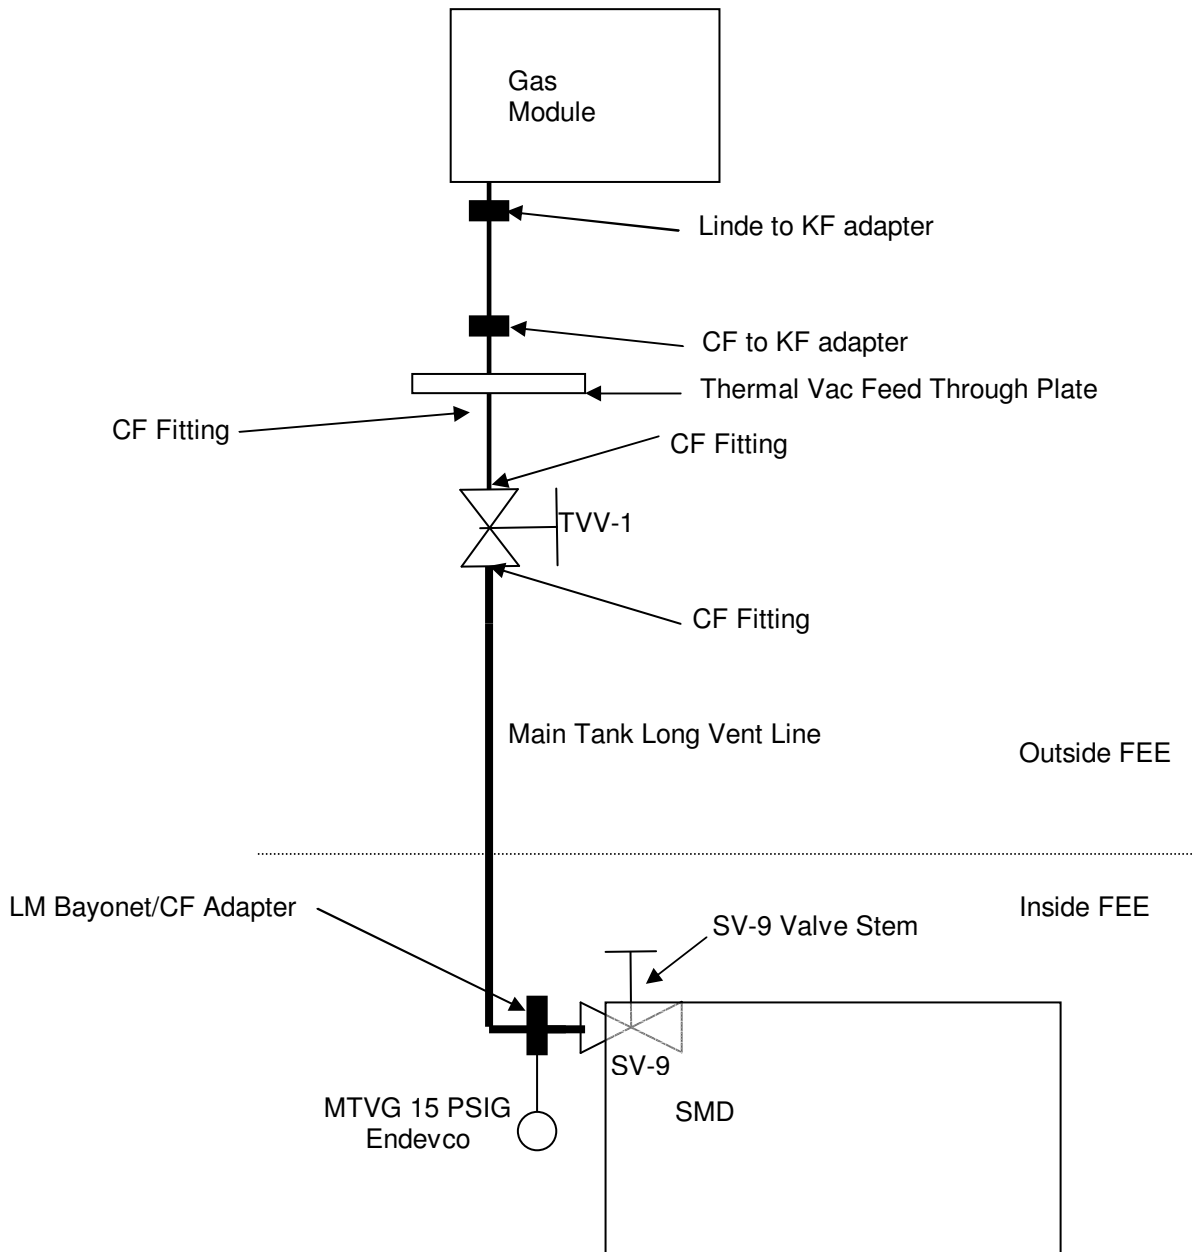 Gas
Module
Linde to KF adapter
CF to KF adapter
Thermal Vac Feed Through Plate
CF Fitting
CF Fitting
TVV-1
CF Fitting
Main Tank Long Vent Line
Outside FEE
LM Bayonet/CF Adapter
Inside FEE
SV-9 Valve Stem
SV-9
MTVG 15 PSIG
Endevco
SMD